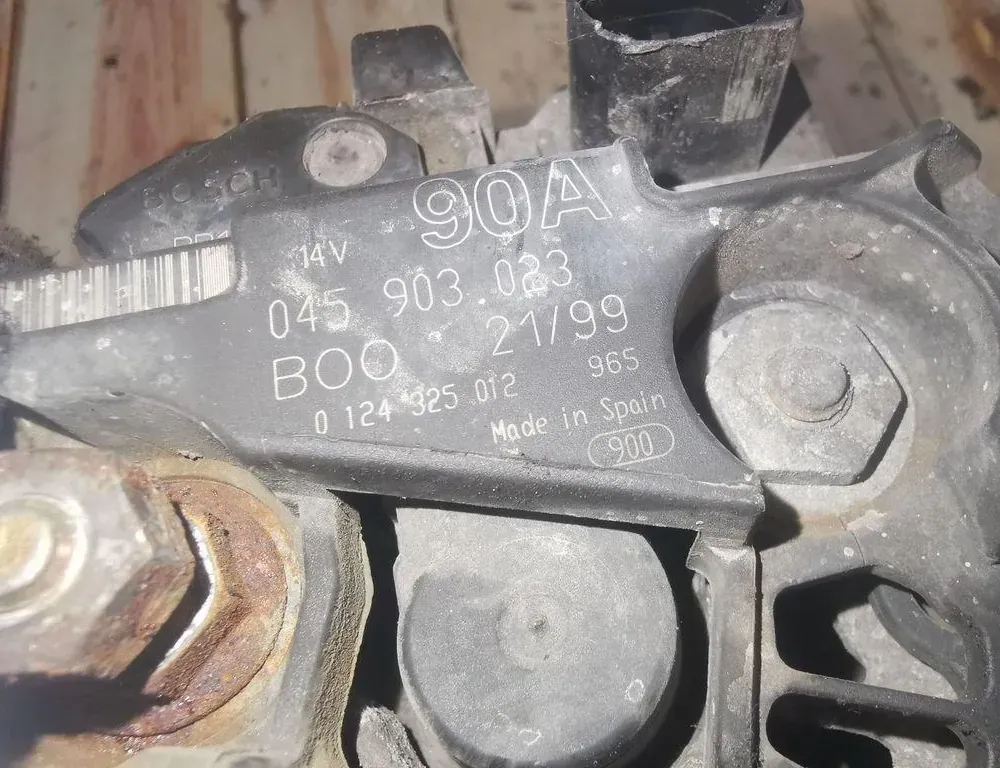 BOSCH
90A
14V
045 903 023
BOO 21/99
0 124 325 012 965
Made in Spain
900